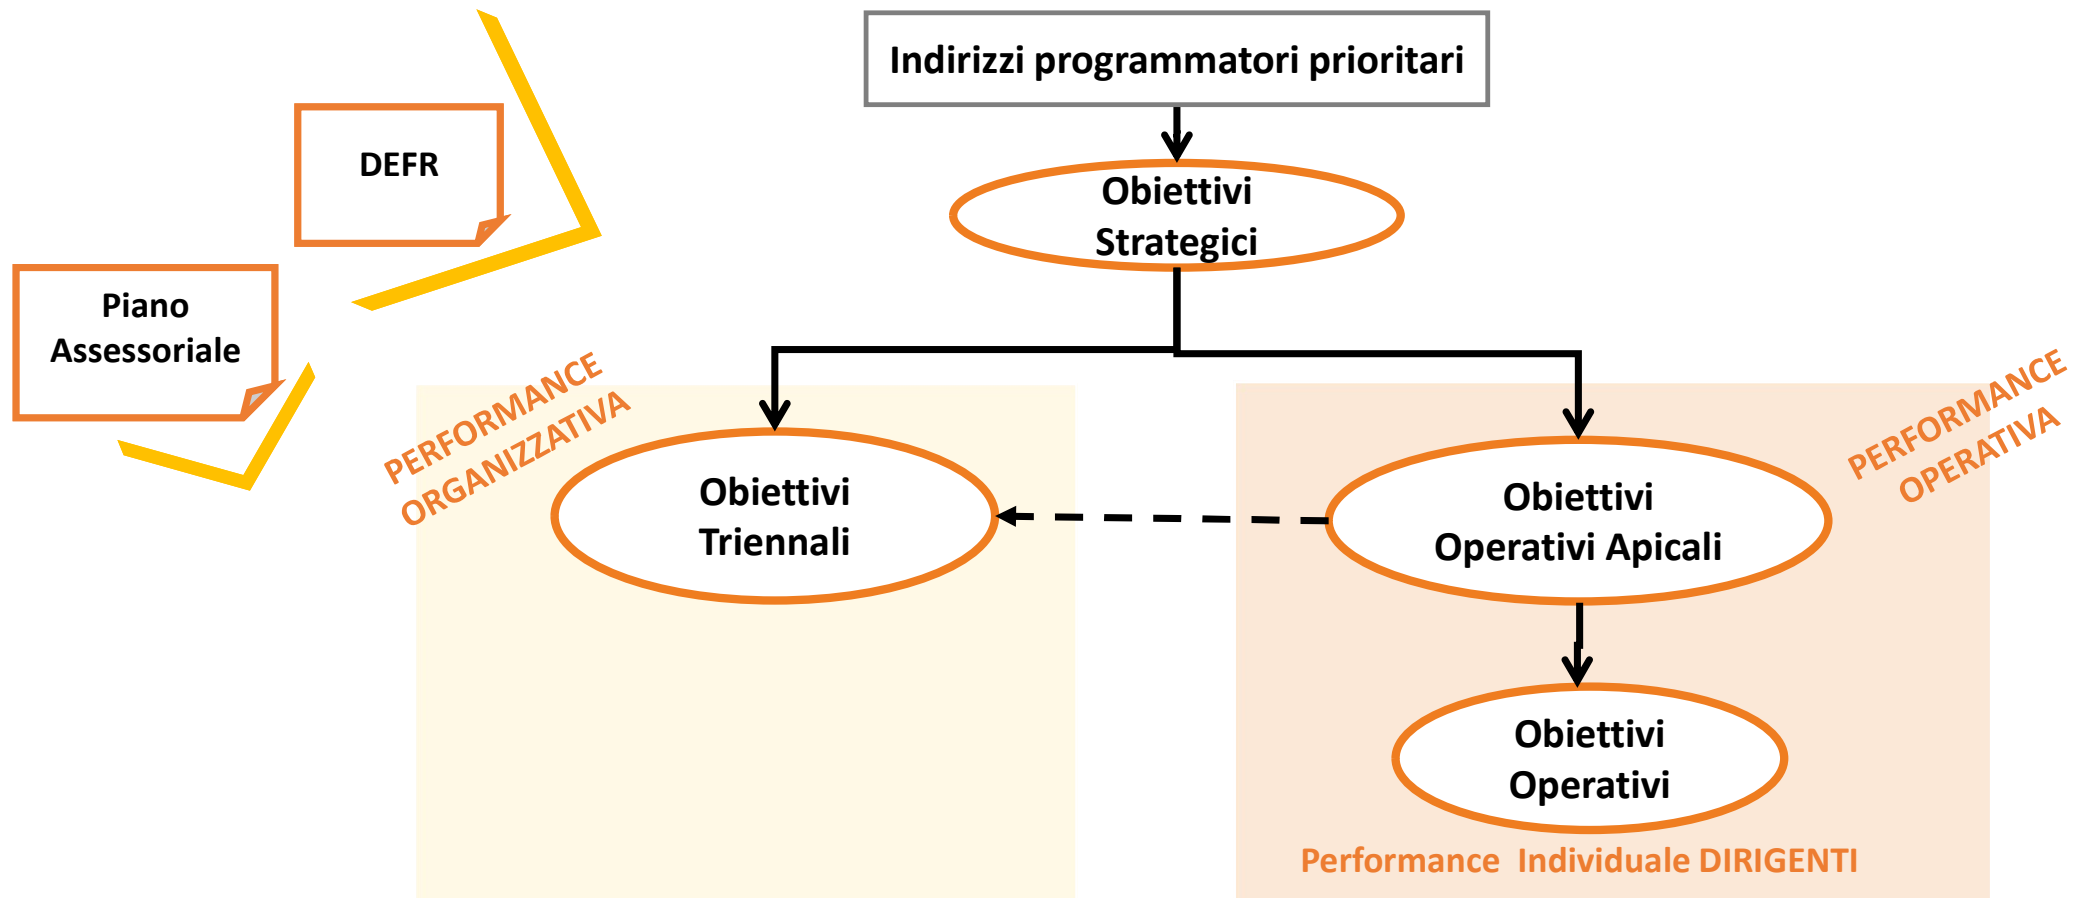 Indirizzi programmatori prioritari
DEFR
Obiettivi
Strategici
Piano
Assessoriale
PERFORMANCE
ORGANIZZATIVA
PERFORMANCE
OPERATIVA
Obiettivi
Triennali
Obiettivi
Operativi Apicali
Obiettivi
Operativi
Performance Individuale DIRIGENTI